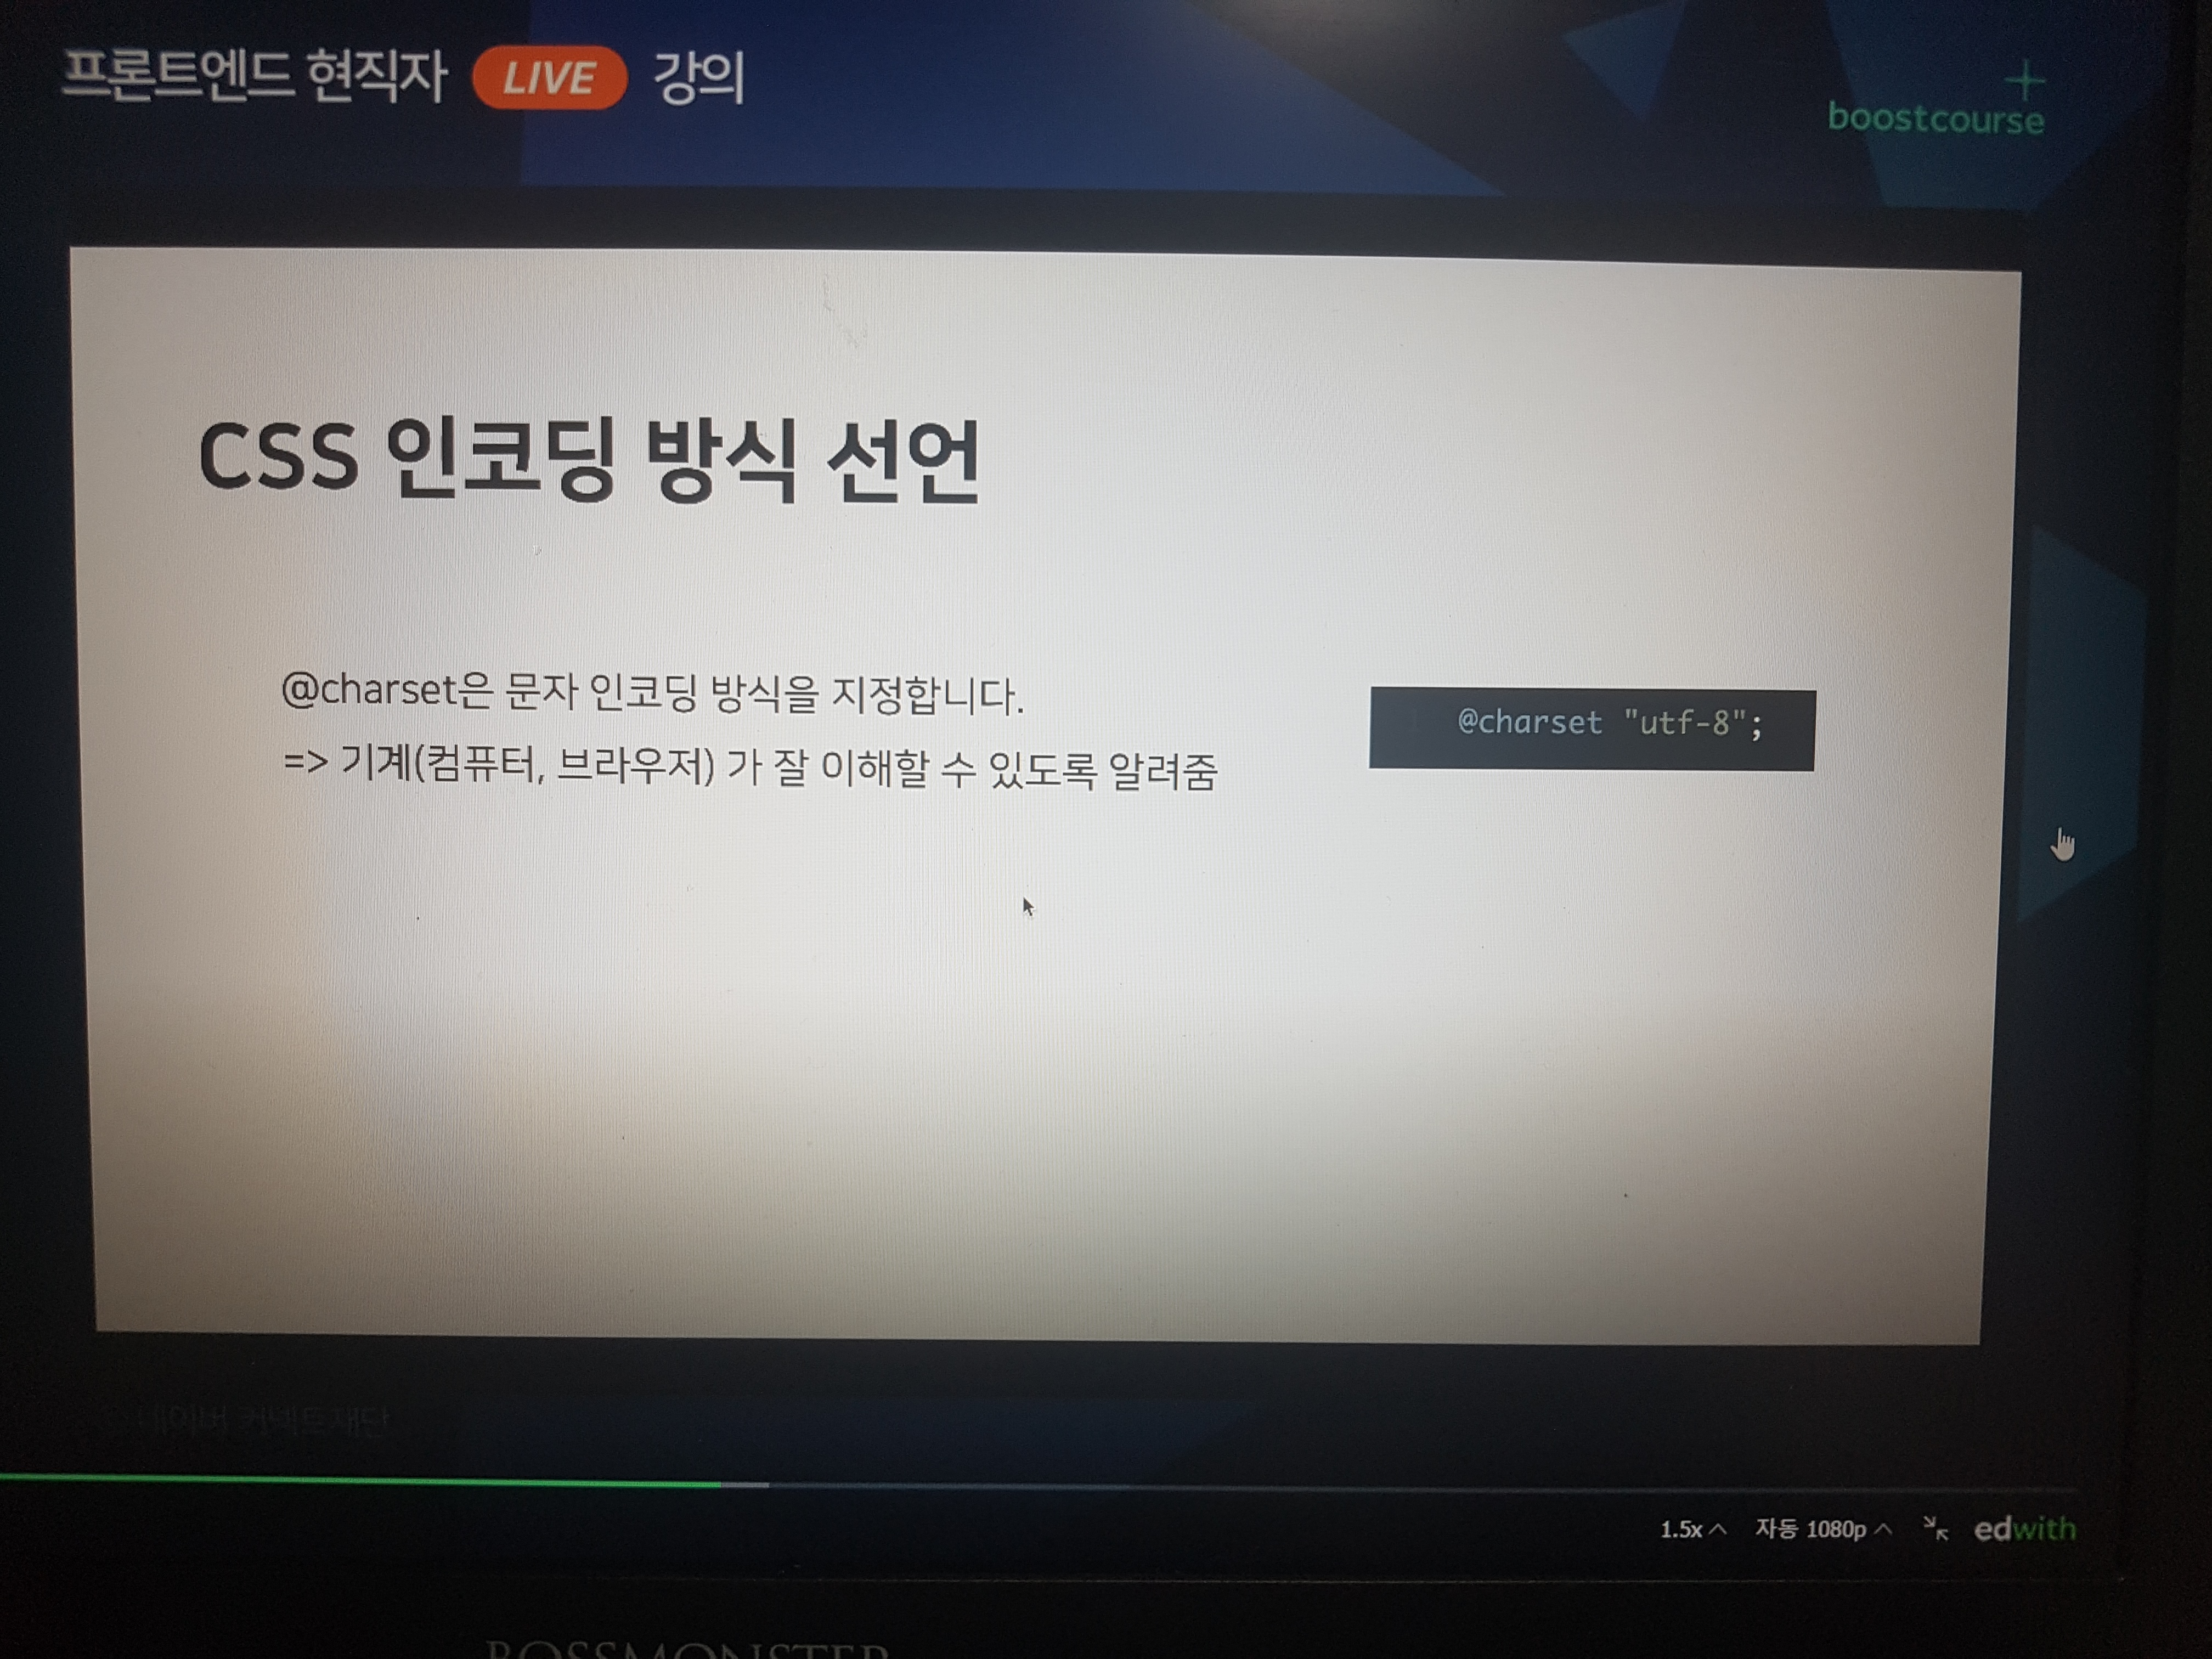 프론트엔드 현직자 LIVE 강의
boostcourse
CSS 인코딩 방식 선언
@charset은 문자 인코딩 방식을 지정합니다.
=> 기계(컴퓨터, 브라우저) 가 잘 이해할 수 있도록 알려줌
@charset "utf-8";
네이버 커넥트재단
1.5x 자동 1080p edwith
BOSSMONSTER